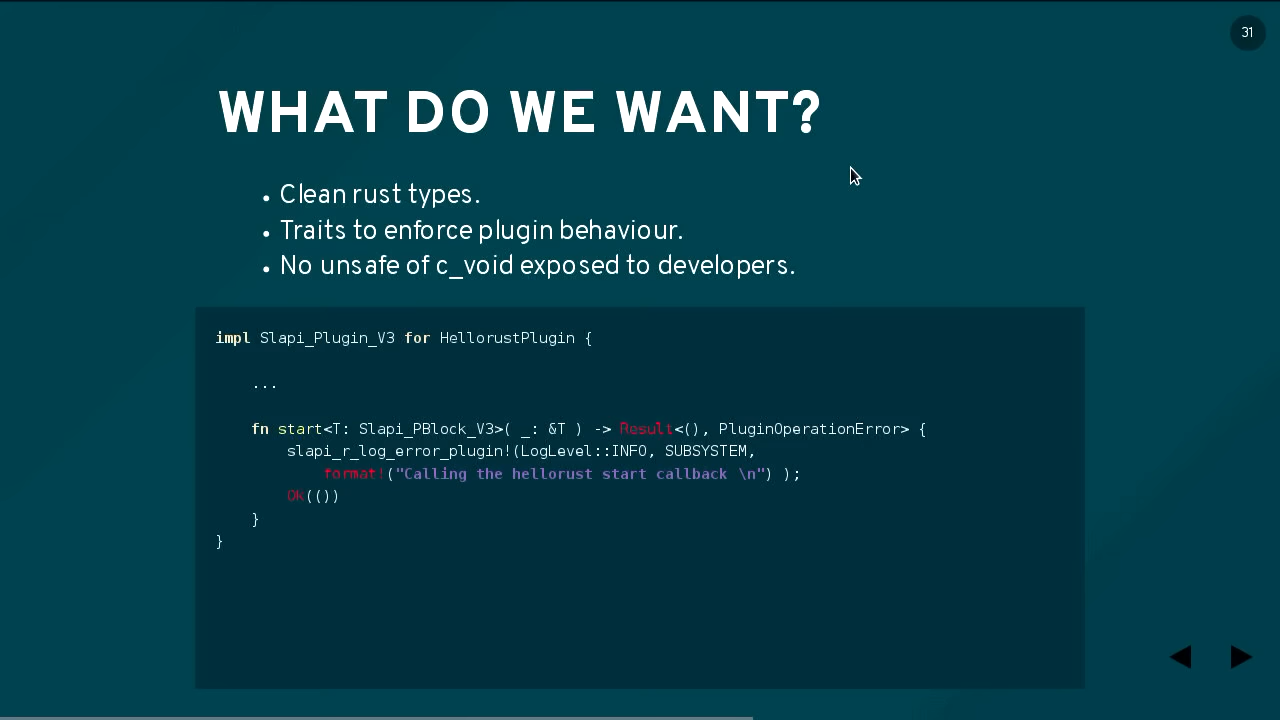 31
WHAT DO WE WANT?
• Clean rust types.
• Traits to enforce plugin behaviour.
• No unsafe of c_void exposed to developers.
impl Slapi_Plugin_V3 for HellorustPlugin {
    ...
    fn start<T: Slapi_PBlock_V3>( _: &T ) -> Result<(), PluginOperationError> {
        slapi_r_log_error_plugin!(LogLevel::INFO, SUBSYSTEM,
            format!("Calling the hellorust start callback \n") );
        Ok(())
    }
}